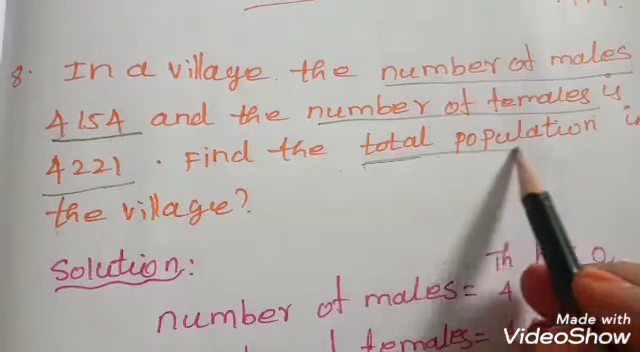 8. In a village the number of males
4154 and the number of females is
4221. Find the total population in
the village?
Solution:
Th H O
number of males= 4
females=
Made with
VideoShow